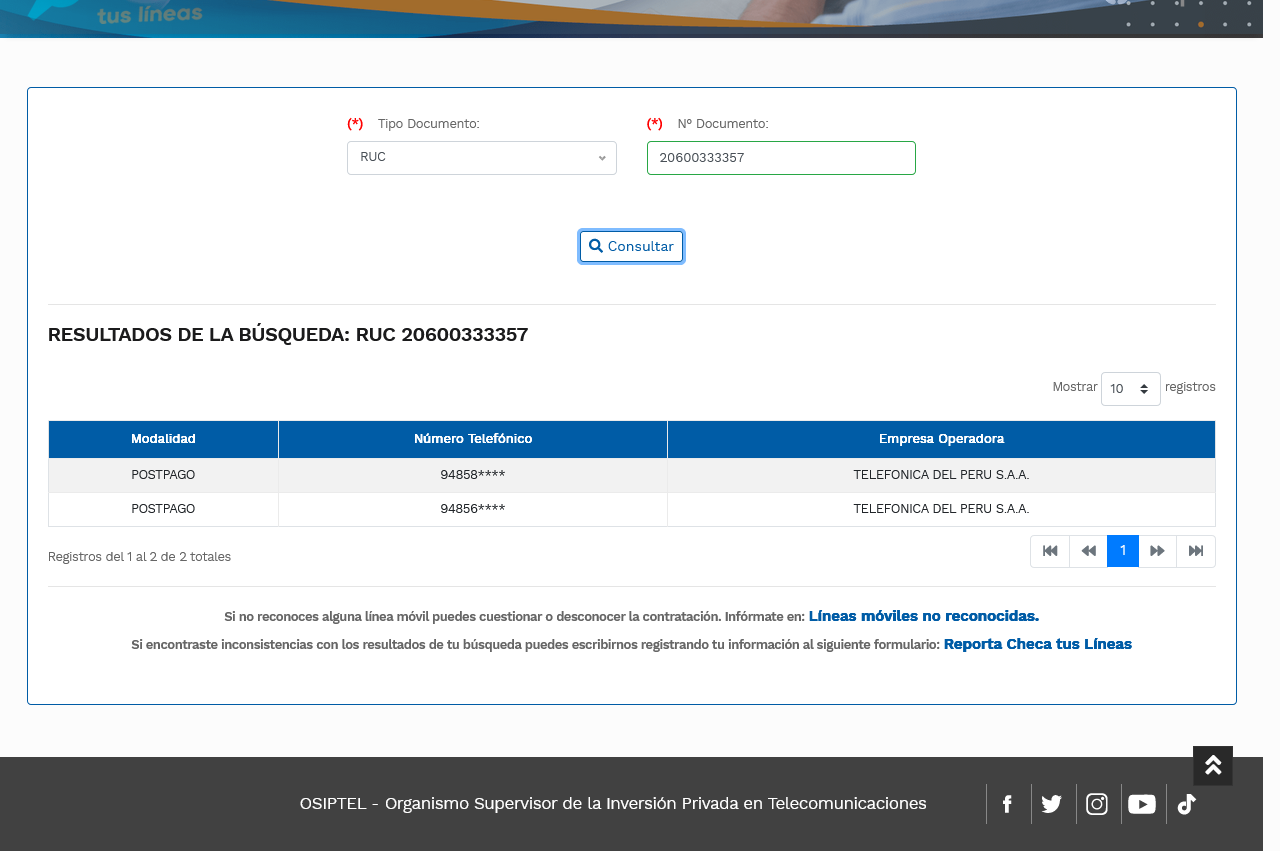 tus líneas
(*) Tipo Documento: (*) Nº Documento:
RUC 20600333357
Consultar
RESULTADOS DE LA BÚSQUEDA: RUC 20600333357
Mostrar 10 registros
Modalidad Número Telefónico Empresa Operadora
POSTPAGO 94858**** TELEFONICA DEL PERU S.A.A.
POSTPAGO 94856**** TELEFONICA DEL PERU S.A.A.
Registros del 1 al 2 de 2 totales 1
Si no reconoces alguna línea móvil puedes cuestionar o desconocer la contratación. Infórmate en: Líneas móviles no reconocidas.
Si encontraste inconsistencias con los resultados de tu búsqueda puedes escribirnos registrando tu información al siguiente formulario: Reporta Checa tus Líneas
OSIPTEL - Organismo Supervisor de la Inversión Privada en Telecomunicaciones